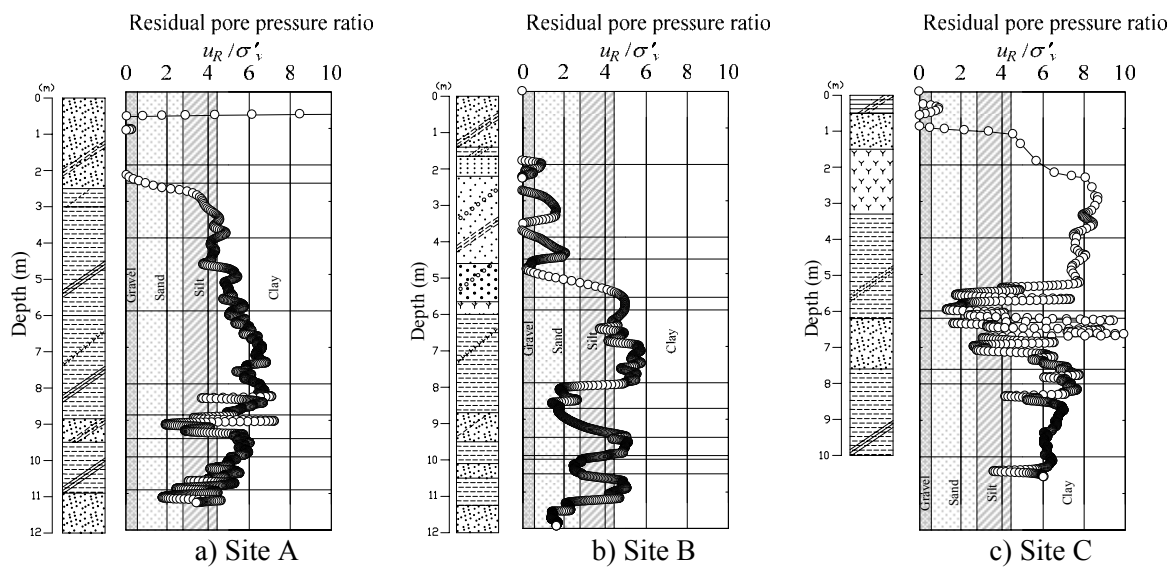 Residual pore pressure ratio
u_R / σ'_v
0 2 4 6 8 10
(m)
0
1
2
3
4
5
6
7
8
9
10
11
12
Depth (m)
Gravel
Sand
Silt
Clay
a) Site A
Residual pore pressure ratio
u_R / σ'_v
0 2 4 6 8 10
(m)
0
1
2
3
4
5
6
7
8
9
10
11
12
Depth (m)
Gravel
Sand
Silt
Clay
b) Site B
Residual pore pressure ratio
u_R / σ'_v
0 2 4 6 8 10
(m)
0
1
2
3
4
5
6
7
8
9
10
Depth (m)
Gravel
Sand
Silt
Clay
c) Site C